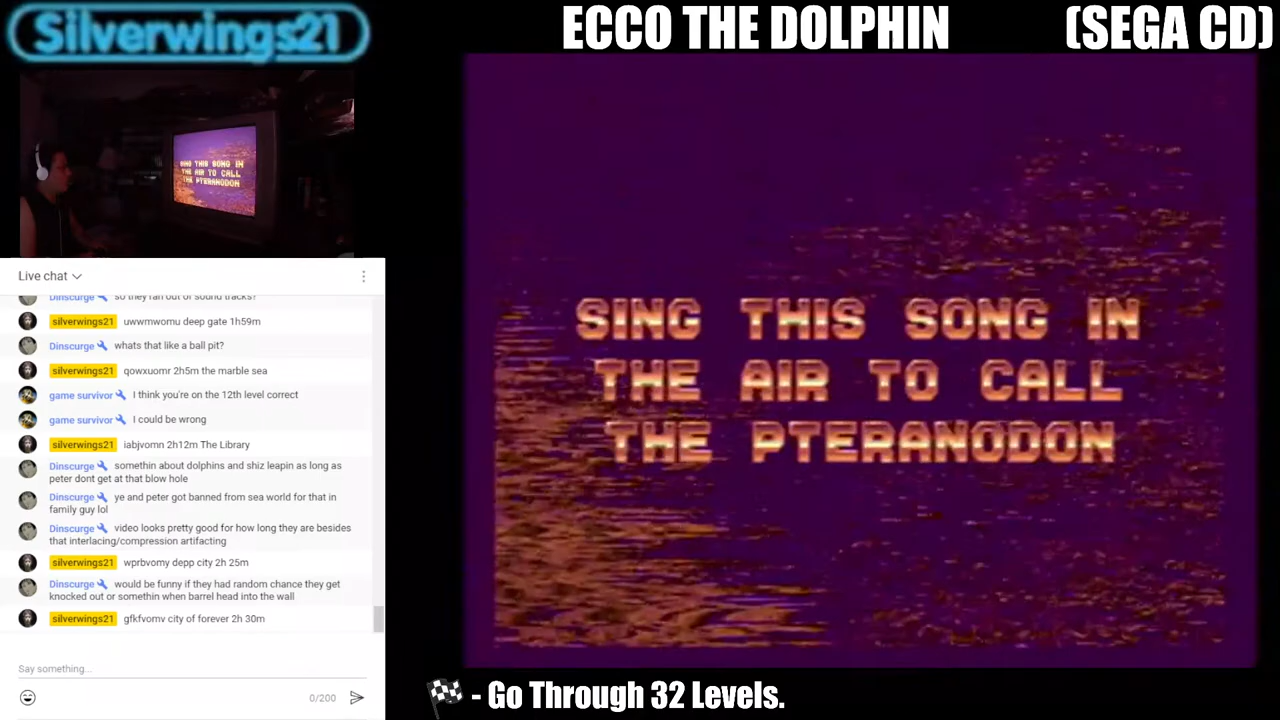 Silverwings21
ECCO THE DOLPHIN (SEGA CD)
SING THIS SONG IN
THE AIR TO CALL
THE PTERANODON
Live chat
Dinscurge so they ran out of sound tracks?
silverwings21 uwwmwomu deep gate 1h59m
Dinscurge whats that like a ball pit?
silverwings21 qowxuomr 2h5m the marble sea
game survivor I think you're on the 12th level correct
game survivor I could be wrong
silverwings21 iabjvomn 2h12m The Library
Dinscurge somethin about dolphins and shiz leapin as long as
peter dont get at that blow hole
Dinscurge ye and peter got banned from sea world for that in
family guy lol
Dinscurge video looks pretty good for how long they are besides
that interlacing/compression artifacting
silverwings21 wprbvomy depp city 2h 25m
Dinscurge would be funny if they had random chance they get
knocked out or somethin when barrel head into the wall
silverwings21 gfkfvomv city of forever 2h 30m
Say something...
0/200
SING THIS SONG IN
THE AIR TO CALL
THE PTERANODON
- Go Through 32 Levels.